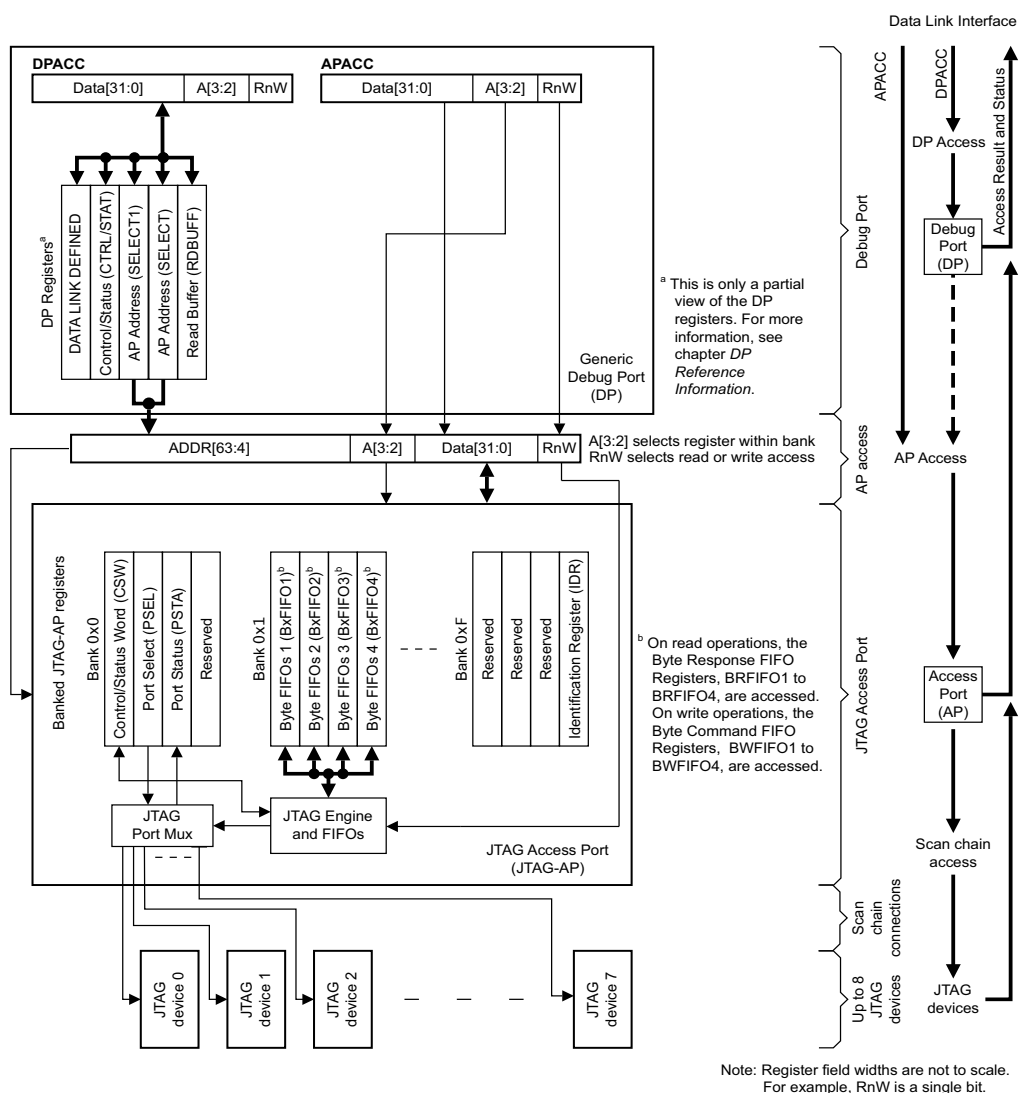 Data Link Interface
DPACC
Data[31:0]
A[3:2]
RnW
APACC
Data[31:0]
A[3:2]
RnW
DP Registersa
DATA LINK DEFINED
Control/Status (CTRL/STAT)
AP Address (SELECT1)
AP Address (SELECT)
Read Buffer (RDBUFF)
Generic
Debug Port
(DP)
a This is only a partial
view of the DP
registers. For more
information, see
chapter DP
Reference
Information.
Debug Port
APACC
DPACC
Access Result and Status
DP Access
Debug
Port
(DP)
ADDR[63:4]
A[3:2]
Data[31:0]
RnW
A[3:2] selects register within bank
RnW selects read or write access
AP access
AP Access
Banked JTAG-AP registers
Bank 0x0
Control/Status Word (CSW)
Port Select (PSEL)
Port Status (PSTA)
Reserved
Bank 0x1
Byte FIFOs 1 (BxFIFO1)b
Byte FIFOs 2 (BxFIFO2)b
Byte FIFOs 3 (BxFIFO3)b
Byte FIFOs 4 (BxFIFO4)b
Bank 0xF
Reserved
Reserved
Reserved
Identification Register (IDR)
b On read operations, the
Byte Response FIFO
Registers, BRFIFO1 to
BRFIFO4, are accessed.
On write operations, the
Byte Command FIFO
Registers, BWFIFO1 to
BWFIFO4, are accessed.
JTAG Access Port
Access
Port
(AP)
JTAG
Port Mux
JTAG Engine
and FIFOs
JTAG Access Port
(JTAG-AP)
Scan chain
access
Scan
chain
connections
JTAG
device 0
JTAG
device 1
JTAG
device 2
JTAG
device 7
Up to 8
JTAG
devices
JTAG
devices
Note: Register field widths are not to scale.
For example, RnW is a single bit.